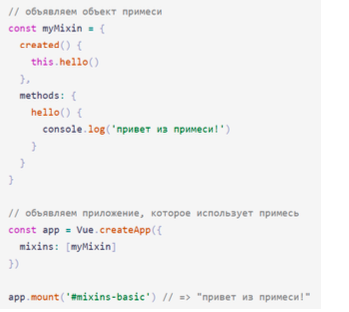 // объявляем объект примеси
const myMixin = {
  created() {
    this.hello()
  },
  methods: {
    hello() {
      console.log('привет из примеси!')
    }
  }
}

// объявляем приложение, которое использует примесь
const app = Vue.createApp({
  mixins: [myMixin]
})

app.mount('#mixins-basic') // => "привет из примеси!"